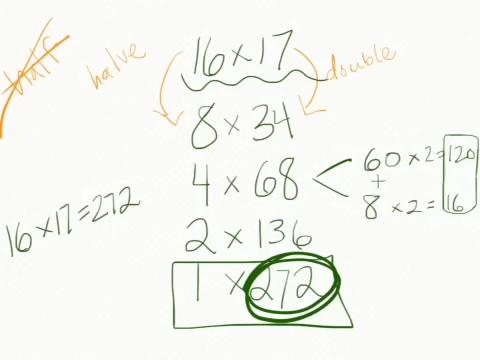 half
halve
16 × 17
double
8 × 34
4 × 68 < 60 × 2 = 120
+
8 × 2 = 16
2 × 136
1 × 272
16 × 17 = 272